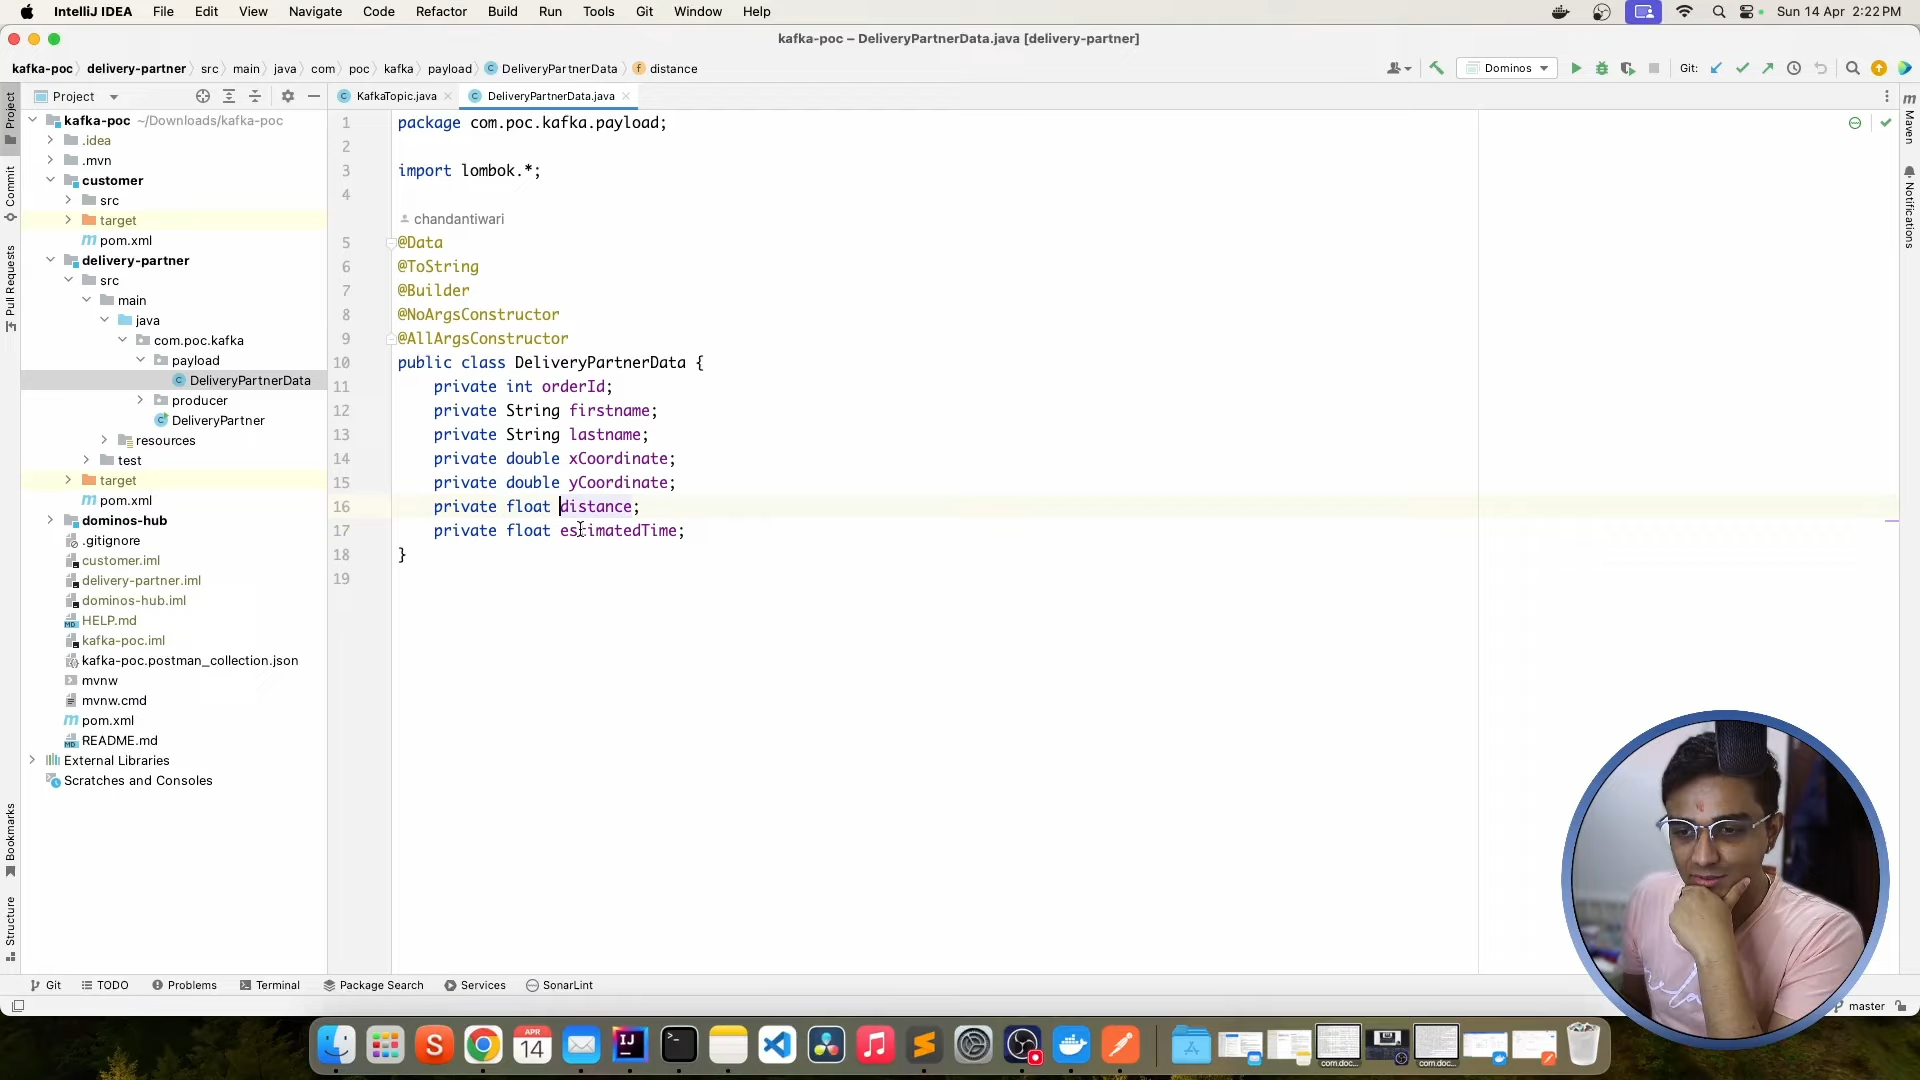 IntelliJ IDEA File Edit View Navigate Code Refactor Build Run Tools Git Window Help Sun 14 Apr 2:22 PM
kafka-poc – DeliveryPartnerData.java [delivery-partner]
kafka-poc delivery-partner src main java com poc kafka payload DeliveryPartnerData distance Dominos Git:
Project KafkaTopic.java DeliveryPartnerData.java
Project
Commit
Pull Requests
Bookmarks
Structure
kafka-poc ~/Downloads/kafka-poc
.idea
.mvn
customer
src
target
pom.xml
delivery-partner
src
main
java
com.poc.kafka
payload
DeliveryPartnerData
producer
DeliveryPartner
resources
test
target
pom.xml
dominos-hub
.gitignore
customer.iml
delivery-partner.iml
dominos-hub.iml
HELP.md
kafka-poc.iml
kafka-poc.postman_collection.json
mvnw
mvnw.cmd
pom.xml
README.md
External Libraries
Scratches and Consoles
1 package com.poc.kafka.payload;
2
3 import lombok.*;
4
chandantiwari
5 @Data
6 @ToString
7 @Builder
8 @NoArgsConstructor
9 @AllArgsConstructor
10 public class DeliveryPartnerData {
11 private int orderId;
12 private String firstname;
13 private String lastname;
14 private double xCoordinate;
15 private double yCoordinate;
16 private float distance;
17 private float estimatedTime;
18 }
19
Maven
Notifications
Git TODO Problems Terminal Package Search Services SonarLint
master
APR
14
IJ
com.doc...
com.doc...